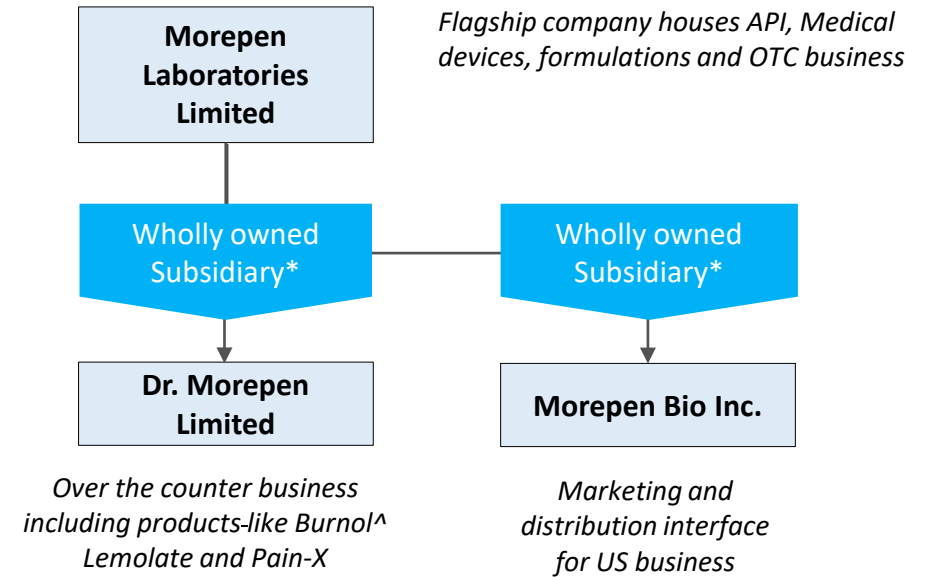 Morepen
Laboratories
Limited
Flagship company houses API, Medical
devices, formulations and OTC business
Wholly owned
Subsidiary*
Wholly owned
Subsidiary*
Dr. Morepen
Limited
Morepen Bio Inc.
Over the counter business
including products-like Burnol^
Lemolate and Pain-X
Marketing and
distribution interface
for US business